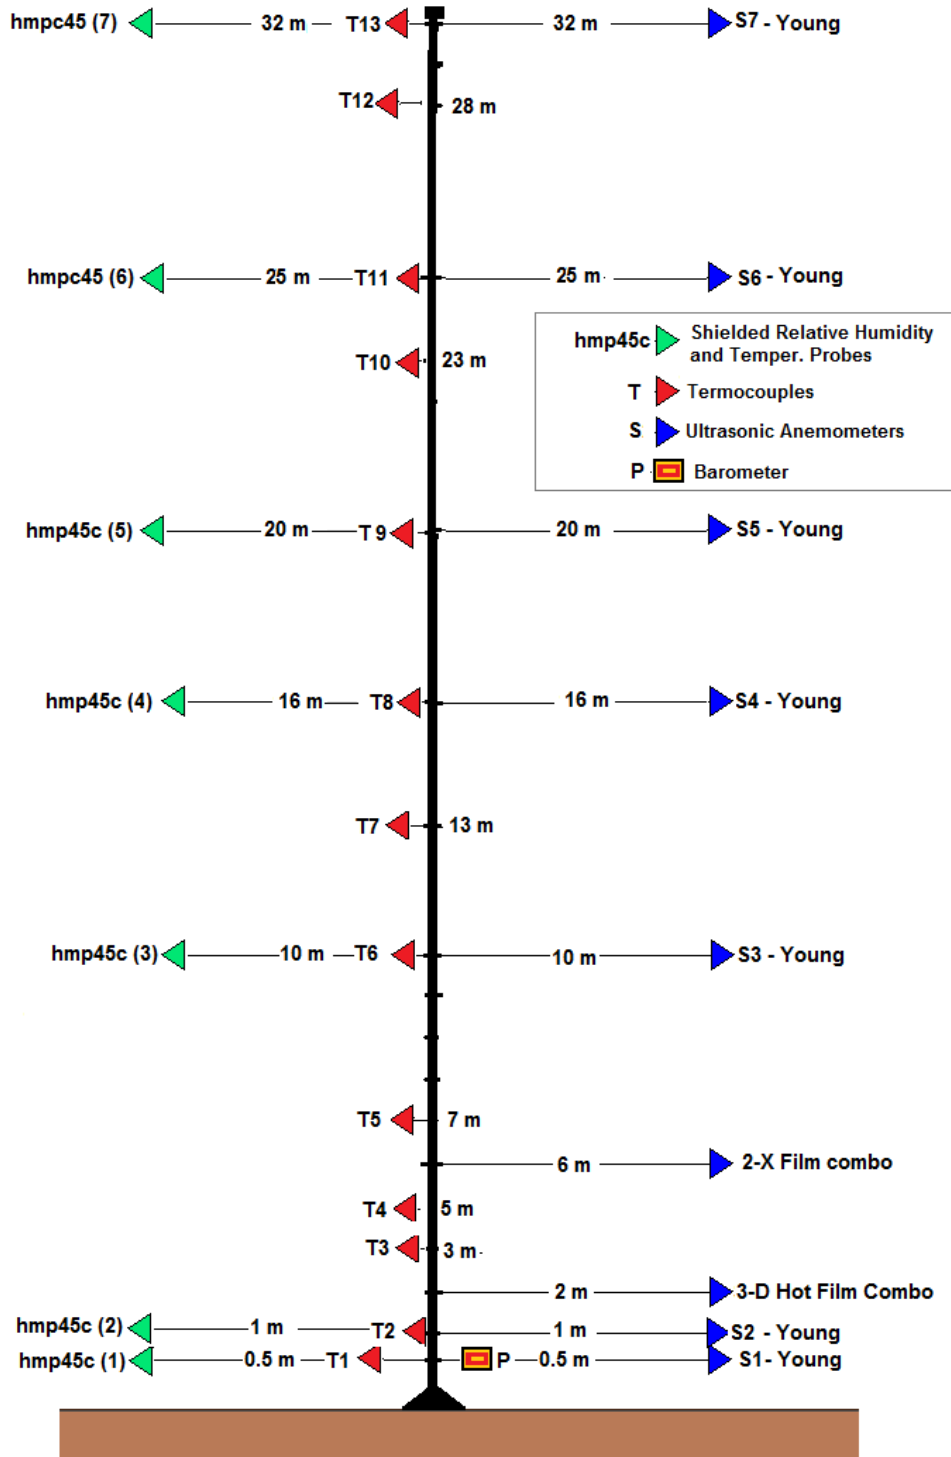 hmpc45 (7) 32 m T13 32 m S7 - Young
T12 28 m
hmpc45 (6) 25 m T11 25 m S6 - Young
hmp45c Shielded Relative Humidity
and Temper. Probes
T10 23 m
T Termocouples
S Ultrasonic Anemometers
P Barometer
hmp45c (5) 20 m T 9 20 m S5 - Young
hmp45c (4) 16 m T8 16 m S4 - Young
T7 13 m
hmp45c (3) 10 m T6 10 m S3 - Young
T5 7 m
6 m 2-X Film combo
T4 5 m
T3 3 m
2 m 3-D Hot Film Combo
hmp45c (2) 1 m T2 1 m S2 - Young
hmp45c (1) 0.5 m T1 P 0.5 m S1- Young